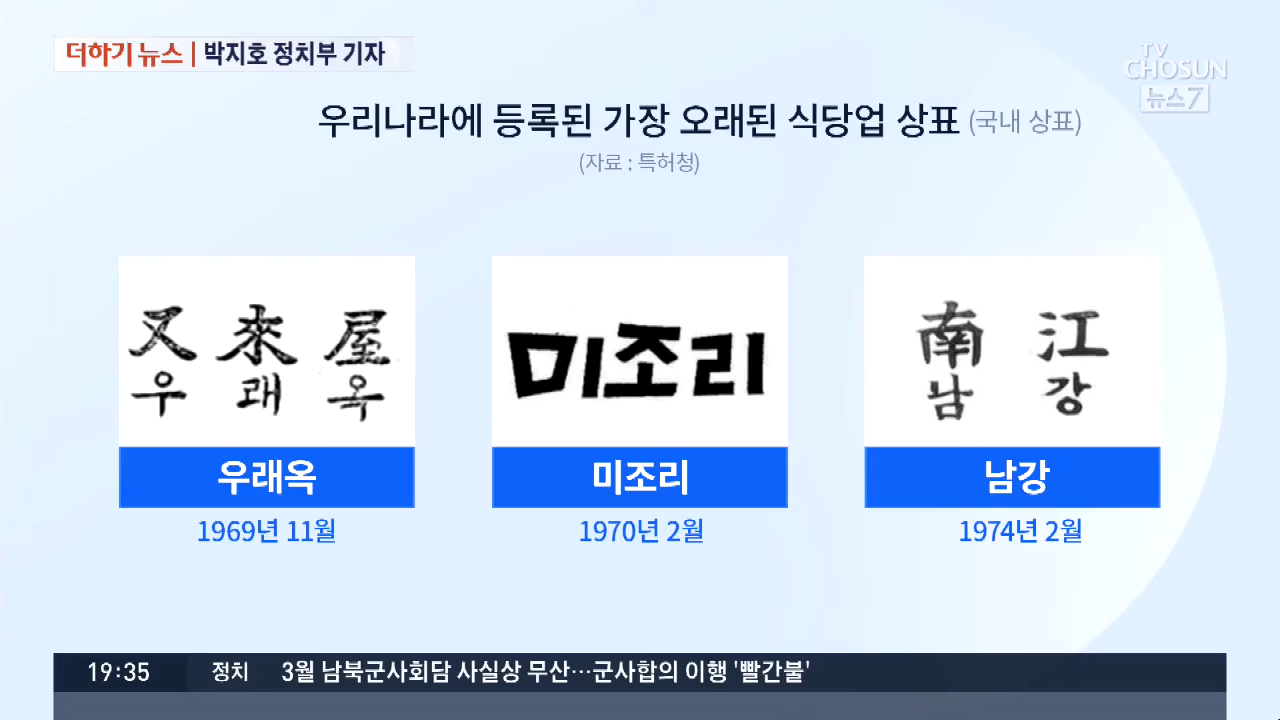 더하기 뉴스 | 박지호 정치부 기자
TV
CHOSUN
뉴스7
우리나라에 등록된 가장 오래된 식당업 상표 (국내 상표)
(자료 : 특허청)
又來屋
우래옥
우래옥
1969년 11월
미조리
미조리
1970년 2월
南江
남강
남강
1974년 2월
19:35 정치 3월 남북군사회담 사실상 무산…군사합의 이행 '빨간불'